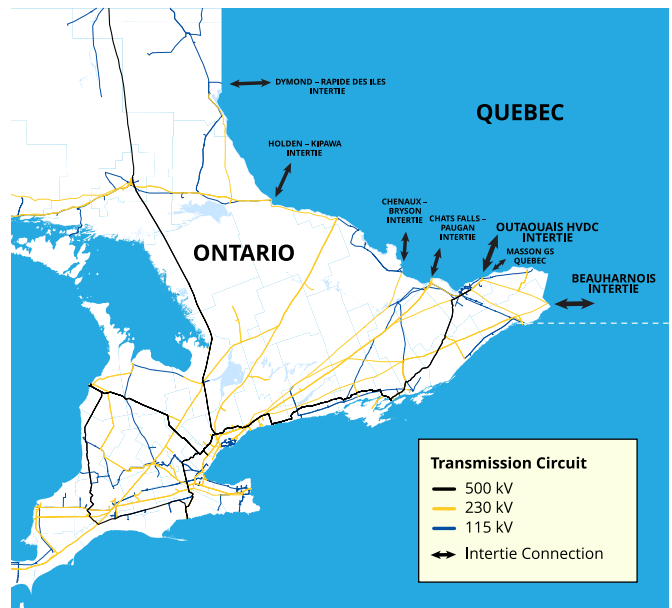 DYMOND – RAPIDE DES ILES
INTERTIE
QUEBEC
HOLDEN – KIPAWA
INTERTIE
CHENAUX –
BRYSON
INTERTIE
CHATS FALLS –
PAUGAN
INTERTIE
OUTAOUAIS HVDC
INTERTIE
MASSON GS
QUEBEC
ONTARIO
BEAUHARNOIS
INTERTIE
Transmission Circuit
500 kV
230 kV
115 kV
Intertie Connection